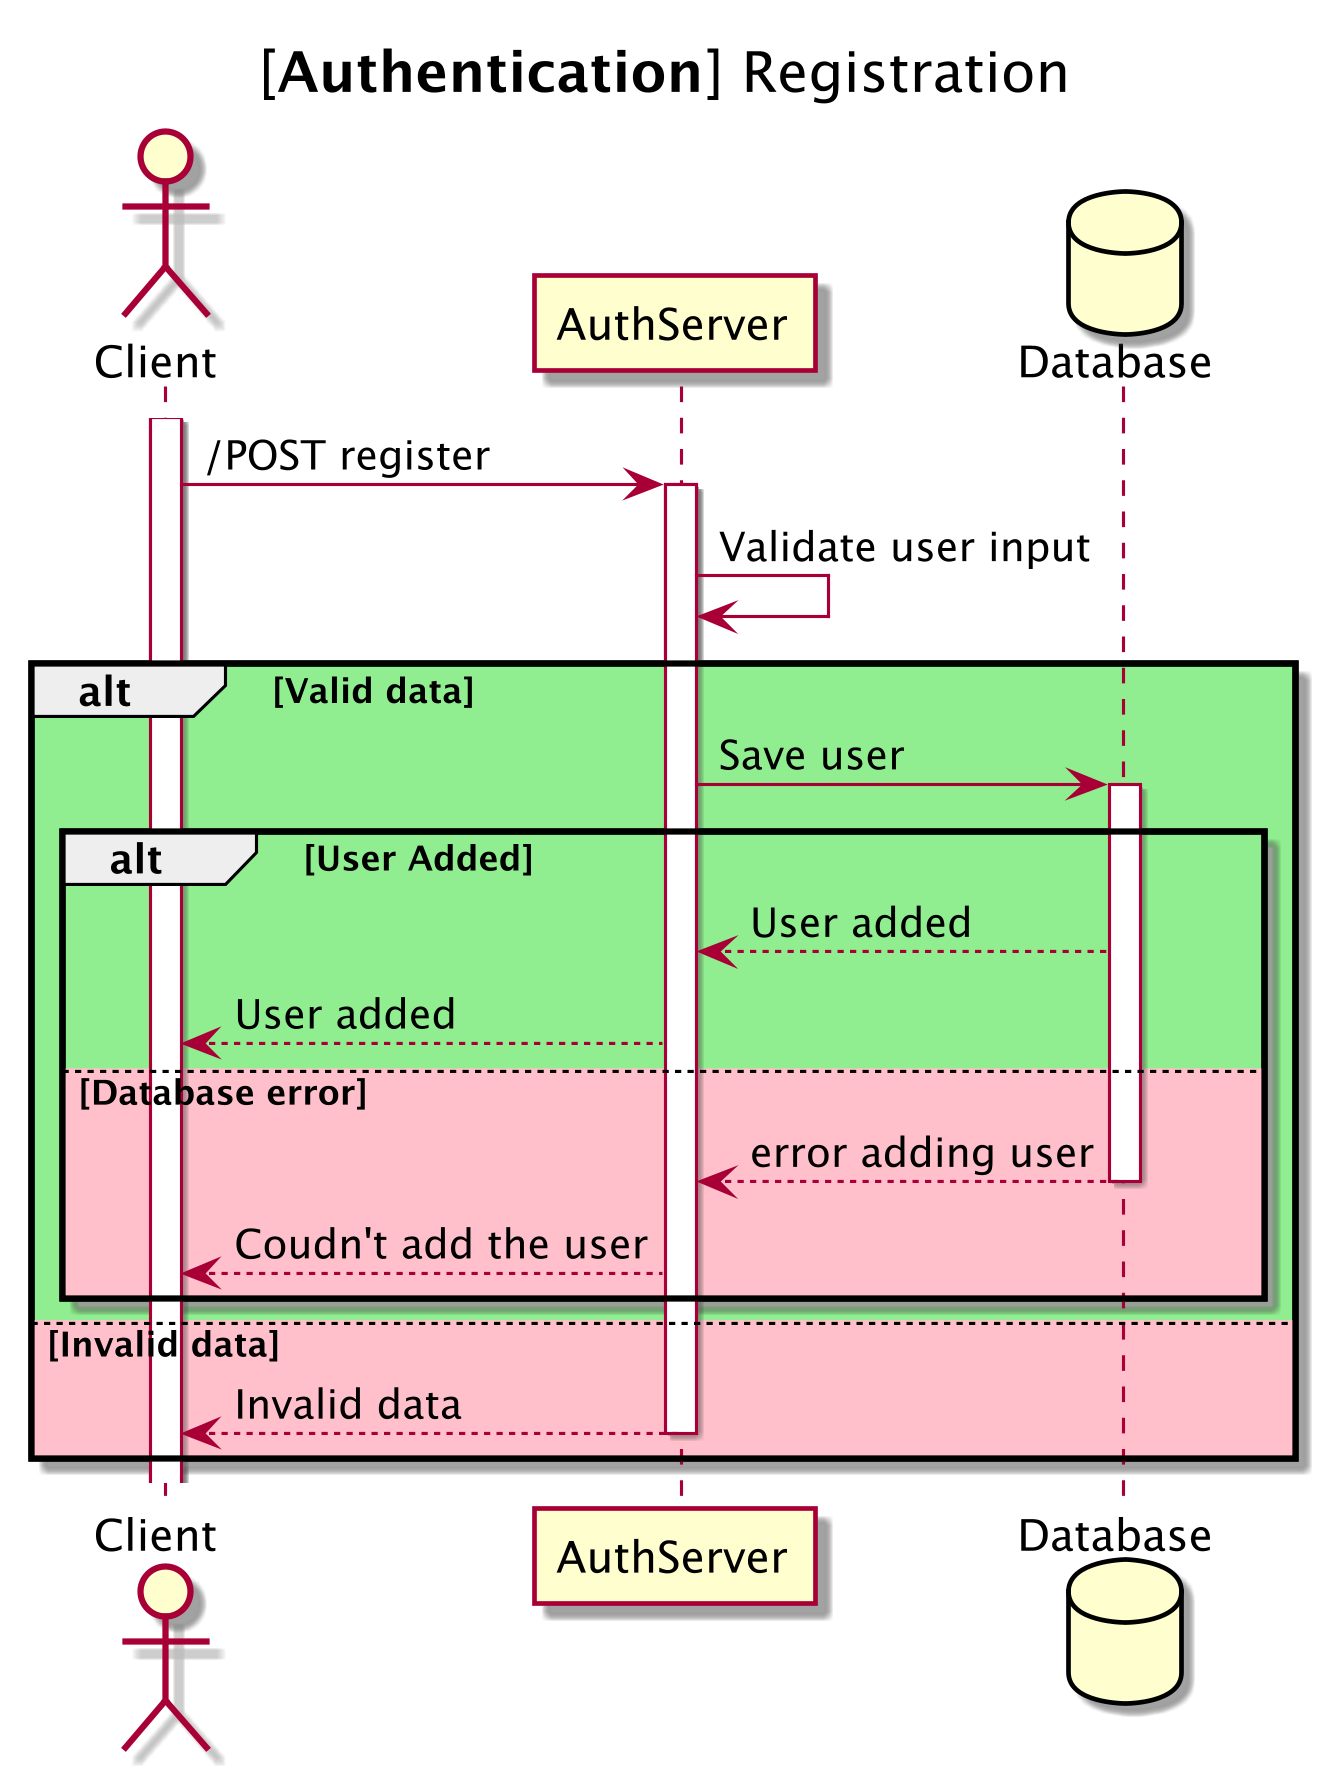 [Authentication] Registration
Client
AuthServer
Database
/POST register
Validate user input
alt [Valid data]
Save user
alt [User Added]
User added
User added
[Database error]
error adding user
Coudn't add the user
[Invalid data]
Invalid data
Client
AuthServer
Database